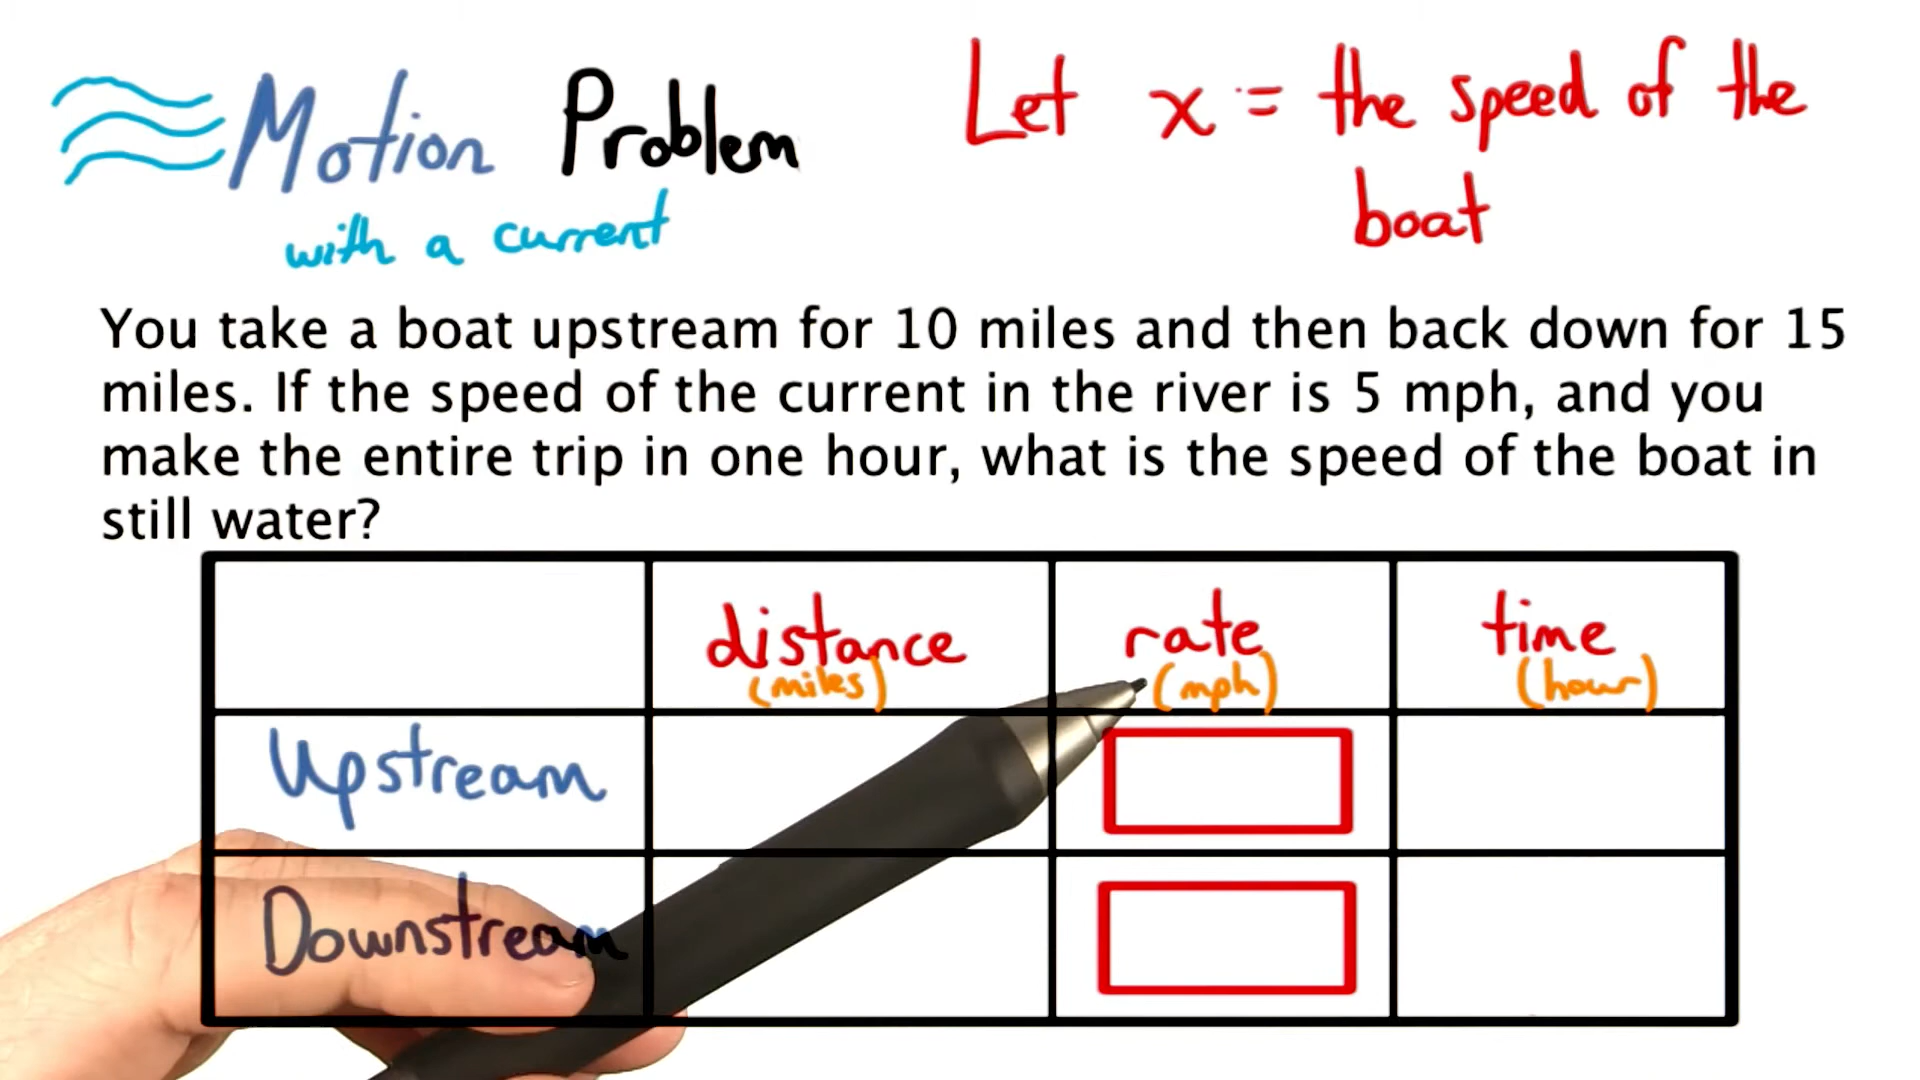 Motion Problem
with a current
Let x = the speed of the
boat
You take a boat upstream for 10 miles and then back down for 15
miles. If the speed of the current in the river is 5 mph, and you
make the entire trip in one hour, what is the speed of the boat in
still water?
distance rate time
(miles) (mph) (hour)
Upstream
Downstream